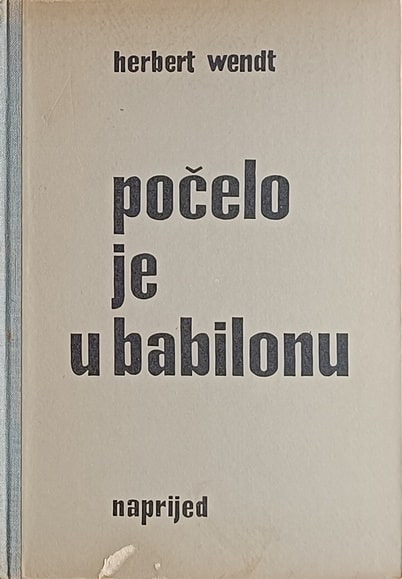 herbert wendt
počelo
je
u babilonu
naprijed